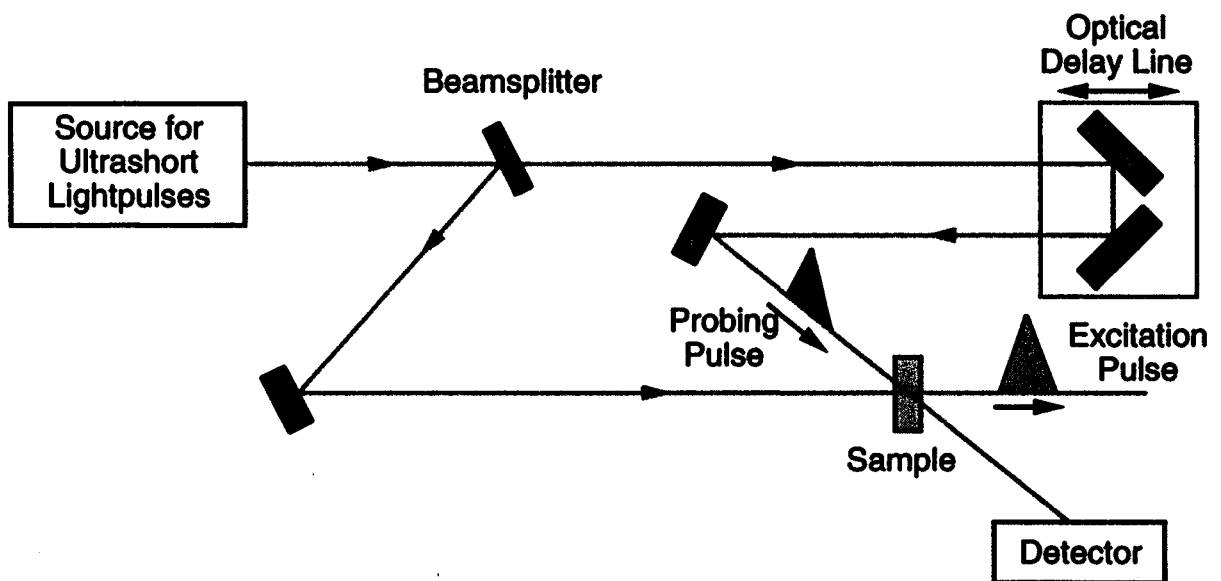 Optical
Delay Line
Beamsplitter
Source for
Ultrashort
Lightpulses
Probing
Pulse
Excitation
Pulse
Sample
Detector